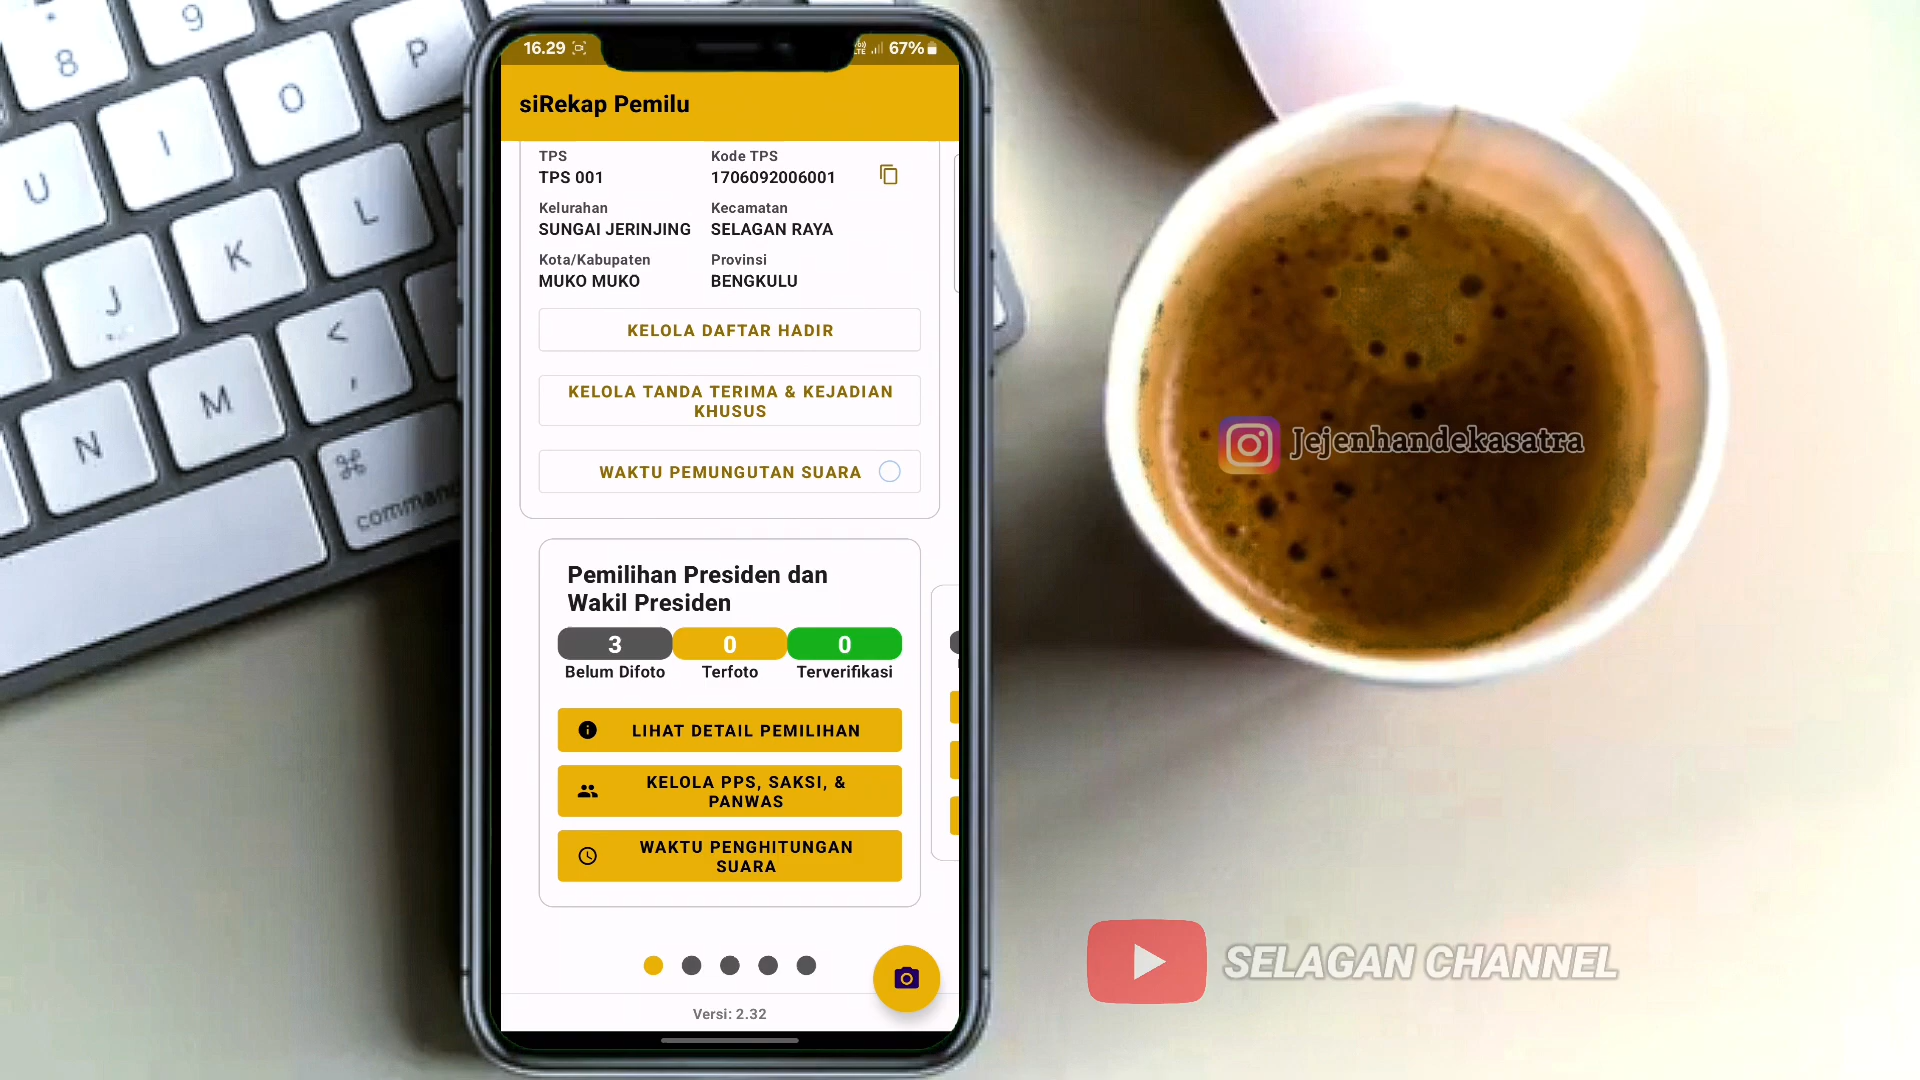 16.29
67%
siRekap Pemilu
TPS
Kode TPS
TPS 001
1706092006001
Kelurahan
Kecamatan
SUNGAI JERINJING
SELAGAN RAYA
Kota/Kabupaten
Provinsi
MUKO MUKO
BENGKULU
KELOLA DAFTAR HADIR
KELOLA TANDA TERIMA & KEJADIAN
KHUSUS
WAKTU PEMUNGUTAN SUARA
Pemilihan Presiden dan
Wakil Presiden
3
0
0
Belum Difoto
Terfoto
Terverifikasi
LIHAT DETAIL PEMILIHAN
KELOLA PPS, SAKSI, &
PANWAS
WAKTU PENGHITUNGAN
SUARA
Versi: 2.32
8
9
P
O
I
U
L
K
J
<
,
M
N
⌘
command
Jejenhandekasatra
SELAGAN CHANNEL